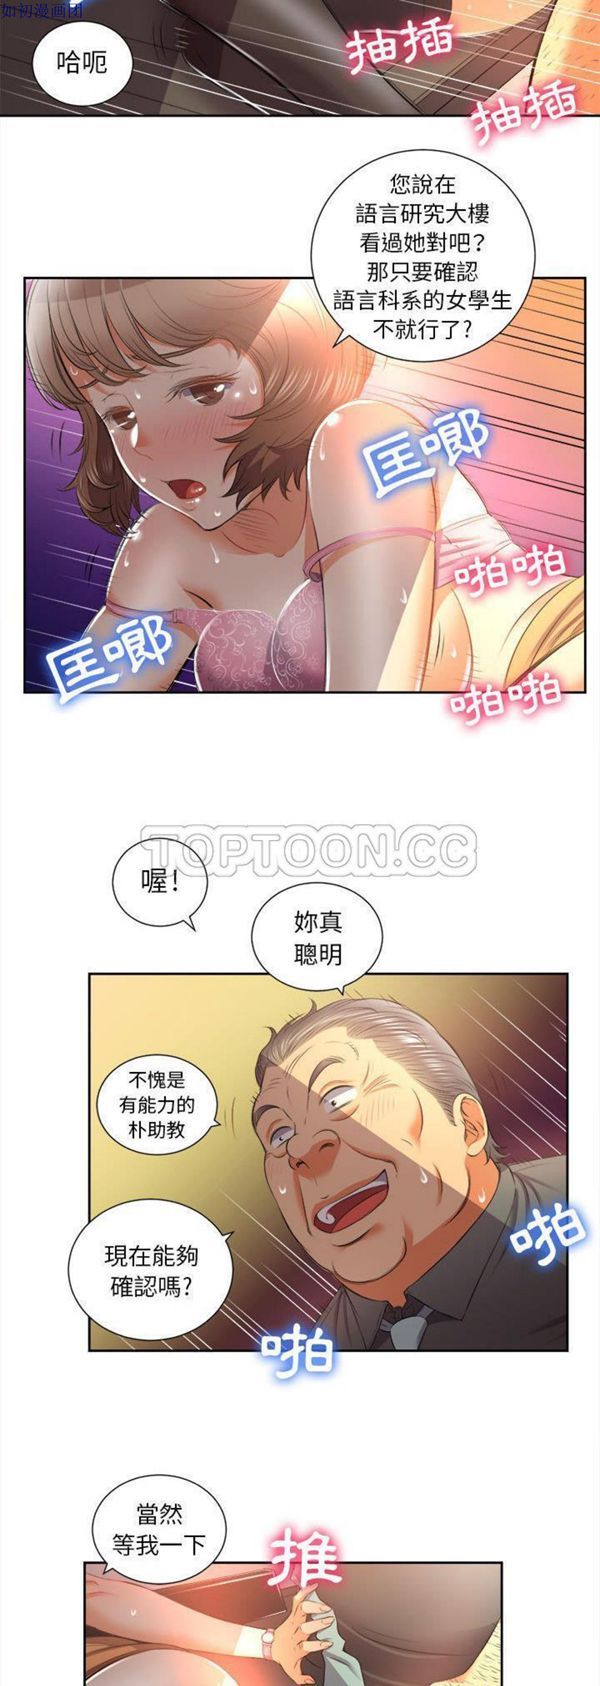 如初漫画团
哈呃
抽插
抽插
您說在
語言研究大樓
看過她對吧?
那只要確認
語言科系的女學生
不就行了?
匡啷
啪啪
匡啷
啪啪
TOPTOON.CC
喔!
妳真
聰明
不愧是
有能力的
朴助教
現在能夠
確認嗎?
啪
啪
當然
等我一下
推